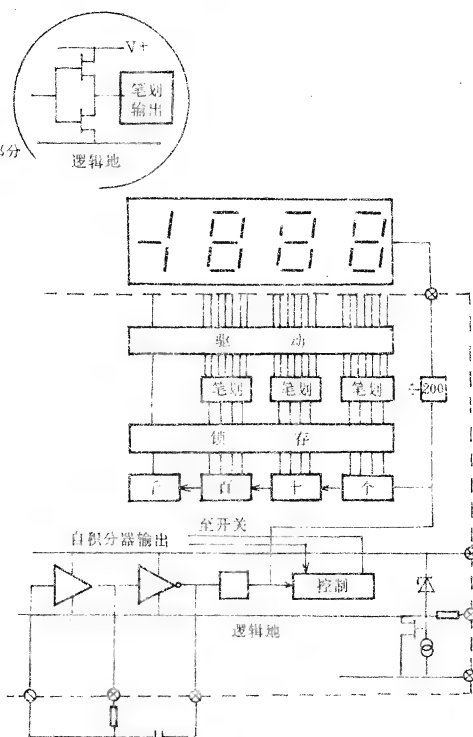 V+
笔划
输出
部分
逻辑地
驱 动
笔划 笔划 笔划
÷200
锁 存
千 百 十 个
至开关
自积分器输出
控制
逻辑地